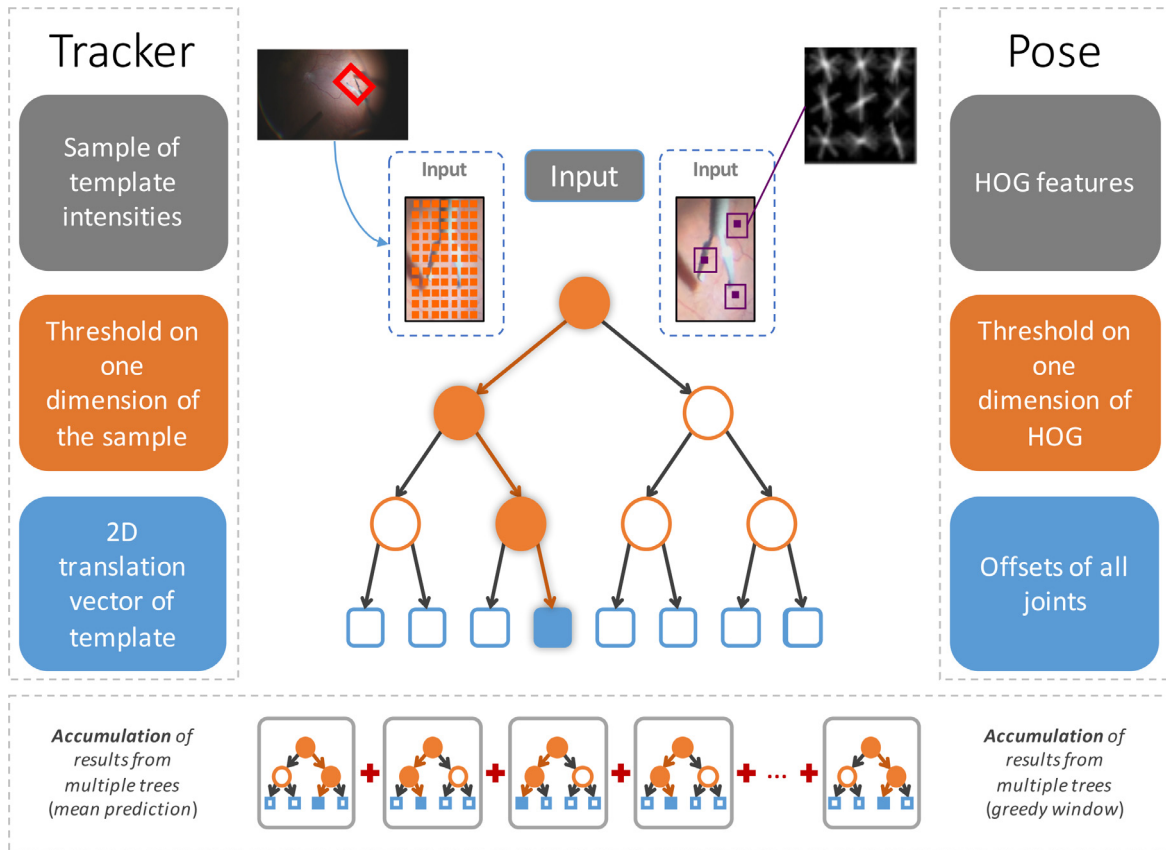 Tracker
Sample of
template
intensities
Threshold on
one
dimension of
the sample
2D
translation
vector of
template
Input
Input
Input
Pose
HOG features
Threshold on
one
dimension of
HOG
Offsets of all
joints
Accumulation of
results from
multiple trees
(mean prediction)
+ + + + ... +
Accumulation of
results from
multiple trees
(greedy window)